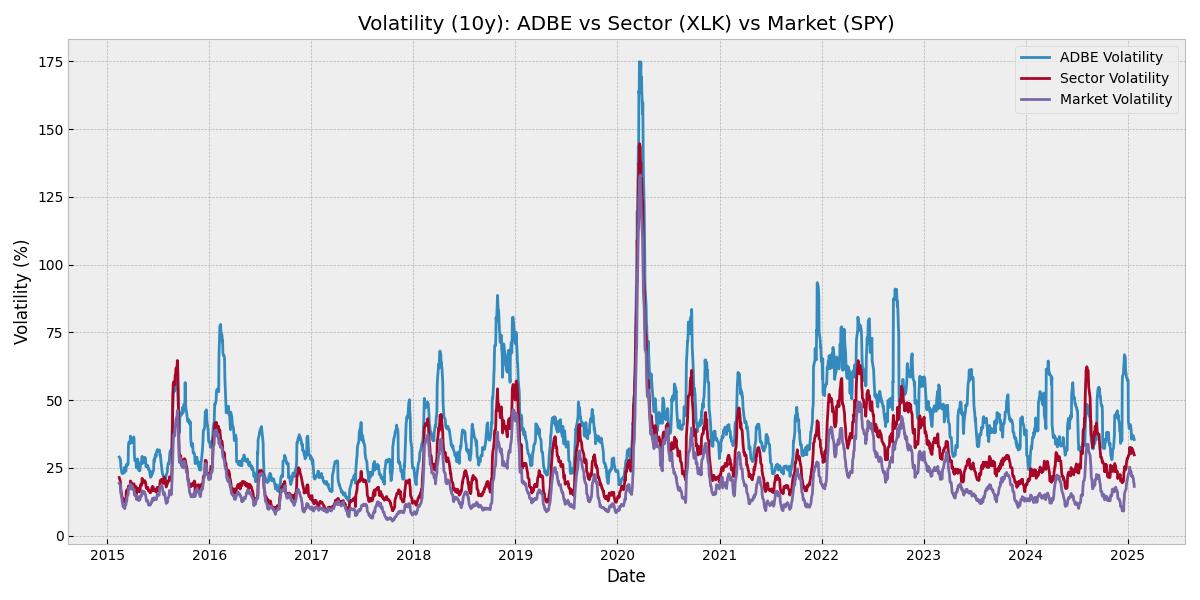 Volatility (10y): ADBE vs Sector (XLK) vs Market (SPY)
ADBE Volatility
Sector Volatility
Market Volatility
Volatility (%)
175
150
125
100
75
50
25
0
2015 2016 2017 2018 2019 2020 2021 2022 2023 2024 2025
Date